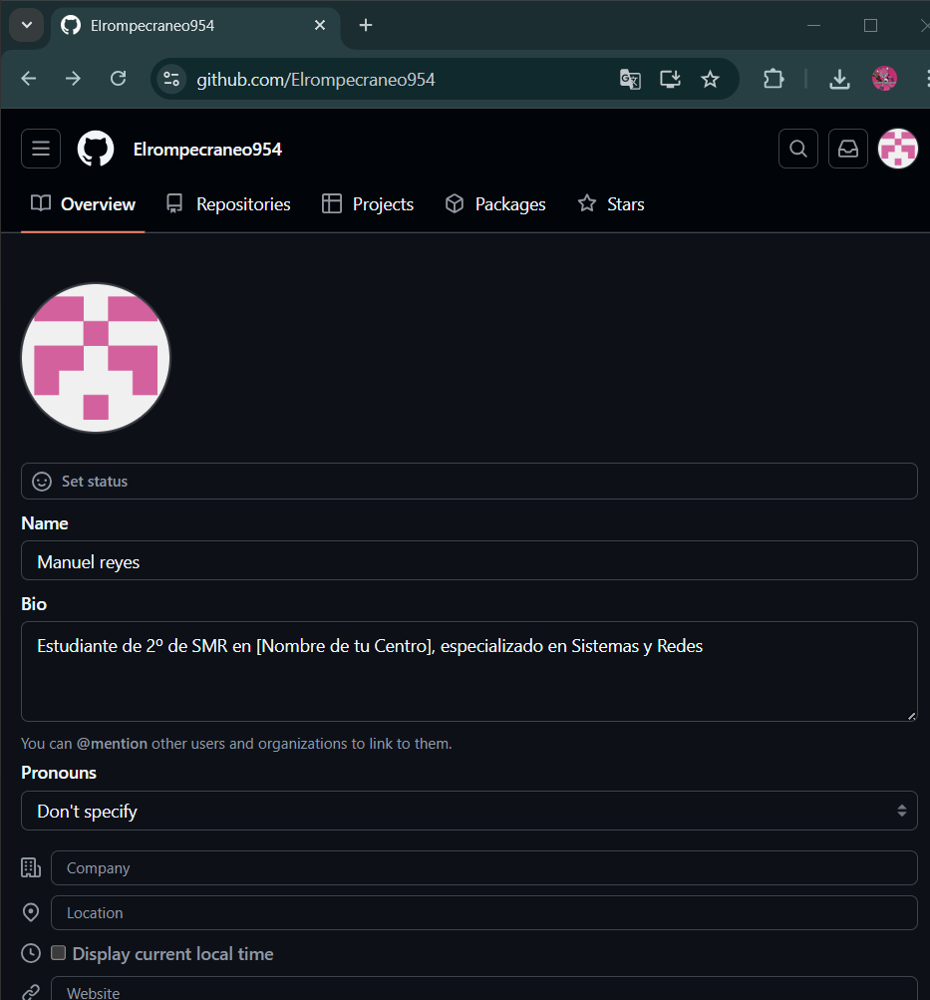 Elrompecraneo954
github.com/Elrompecraneo954
Elrompecraneo954
Overview Repositories Projects Packages Stars
Set status
Name
Manuel reyes
Bio
Estudiante de 2º de SMR en [Nombre de tu Centro], especializado en Sistemas y Redes
You can @mention other users and organizations to link to them.
Pronouns
Don't specify
Company
Location
Display current local time
Website